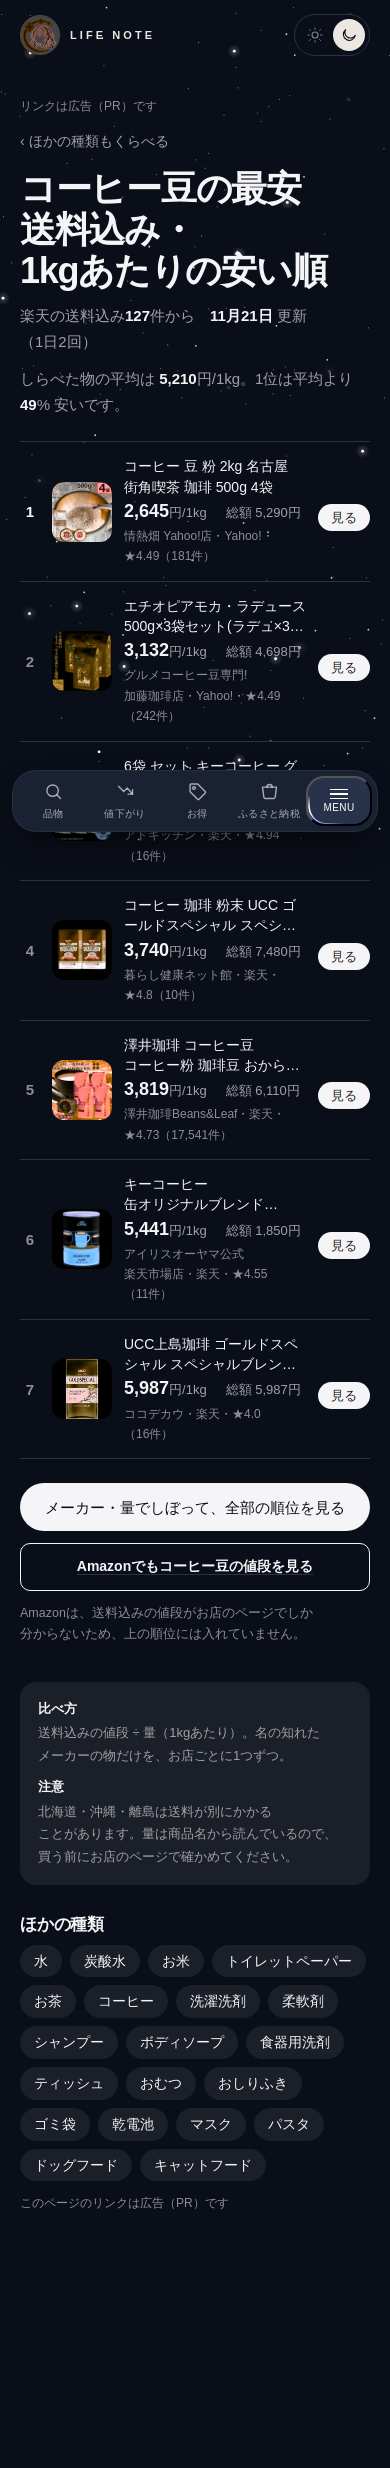 LIFE NOTE
リンクは広告（PR）です
‹ ほかの種類もくらべる
コーヒー豆の最安
送料込み・
1kgあたりの安い順
楽天の送料込み127件から　11月21日 更新
（1日2回）
しらべた物の平均は 5,210円/1kg。1位は平均より
49% 安いです。
1
コーヒー 豆 粉 2kg 名古屋
街角喫茶 珈琲 500g 4袋
2,645円/1kg 総額 5,290円
情熱畑 Yahoo!店・Yahoo!・
★4.49（181件）
見る
2
エチオピアモカ・ラデュース
500g×3袋セット(ラデュ×3…
3,132円/1kg 総額 4,698円
グルメコーヒー豆専門!
加藤珈琲店・Yahoo!・★4.49
（242件）
見る
6袋 セット キーコーヒー グ
品物
値下がり
お得
ふるさと納税
MENU
キッチン・楽天・★4.94
（16件）
4
コーヒー 珈琲 粉末 UCC ゴ
ールドスペシャル スペシ…
3,740円/1kg 総額 7,480円
暮らし健康ネット館・楽天・
★4.8（10件）
見る
5
澤井珈琲 コーヒー豆
コーヒー粉 珈琲豆 おから…
3,819円/1kg 総額 6,110円
澤井珈琲Beans&Leaf・楽天・
★4.73（17,541件）
見る
6
キーコーヒー
缶オリジナルブレンド…
5,441円/1kg 総額 1,850円
アイリスオーヤマ公式
楽天市場店・楽天・★4.55
（11件）
見る
7
UCC上島珈琲 ゴールドスペ
シャル スペシャルブレン…
5,987円/1kg 総額 5,987円
ココデカウ・楽天・★4.0
（16件）
見る
メーカー・量でしぼって、全部の順位を見る
Amazonでもコーヒー豆の値段を見る
Amazonは、送料込みの値段がお店のページでしか
分からないため、上の順位には入れていません。
比べ方
送料込みの値段 ÷ 量（1kgあたり）。名の知れた
メーカーの物だけを、お店ごとに1つずつ。
注意
北海道・沖縄・離島は送料が別にかかる
ことがあります。量は商品名から読んでいるので、
買う前にお店のページで確かめてください。
ほかの種類
水 炭酸水 お米 トイレットペーパー
お茶 コーヒー 洗濯洗剤 柔軟剤
シャンプー ボディソープ 食器用洗剤
ティッシュ おむつ おしりふき
ゴミ袋 乾電池 マスク パスタ
ドッグフード キャットフード
このページのリンクは広告（PR）です